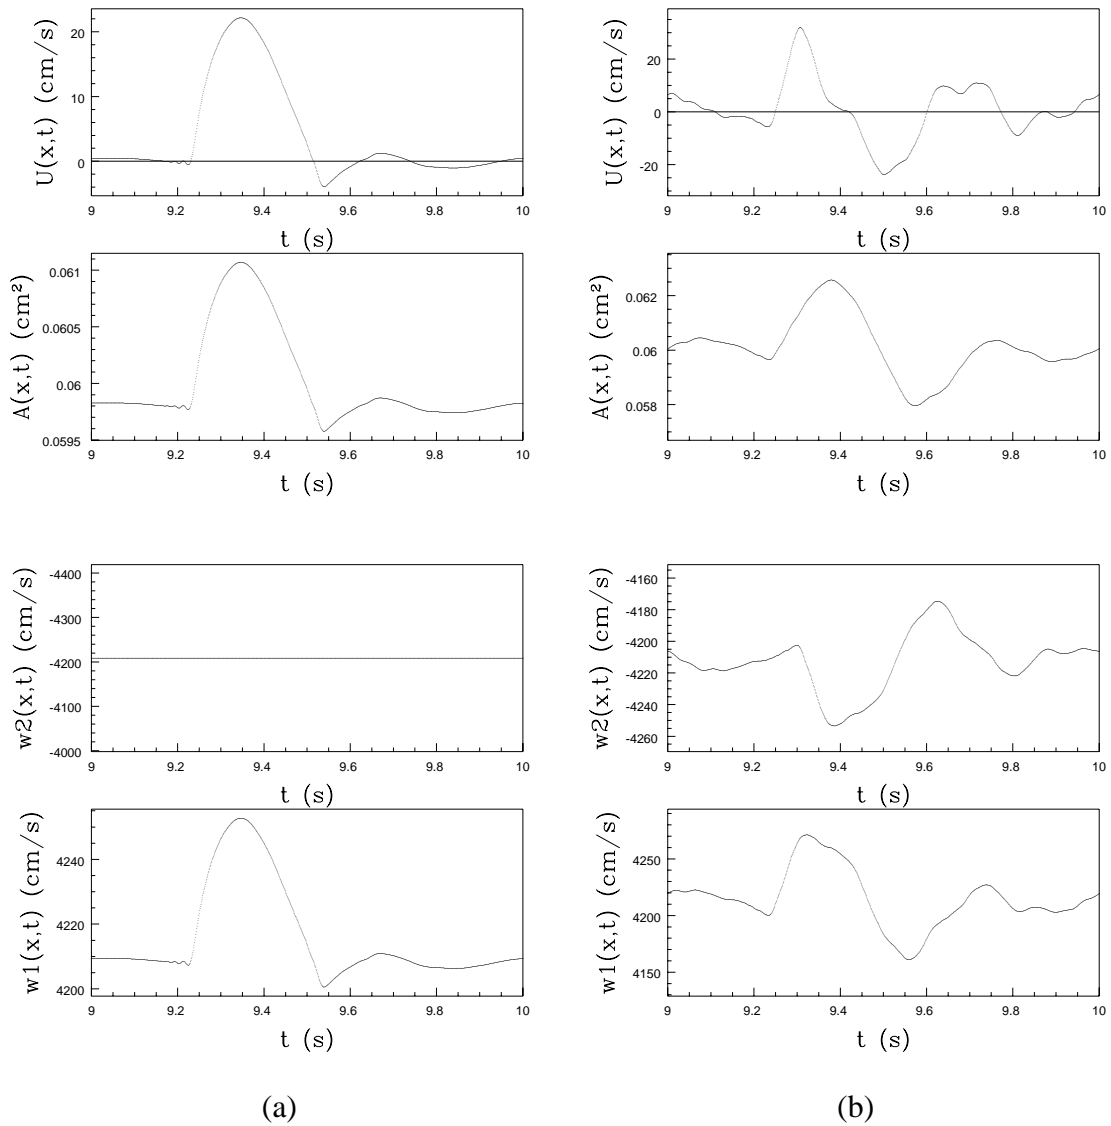 U(x,t) (cm/s)
20
10
0
9 9.2 9.4 9.6 9.8 10
t (s)
A(x,t) (cm²)
0.061
0.0605
0.06
0.0595
9 9.2 9.4 9.6 9.8 10
t (s)
w2(x,t) (cm/s)
-4400
-4300
-4200
-4100
-4000
9 9.2 9.4 9.6 9.8 10
t (s)
w1(x,t) (cm/s)
4240
4220
4200
9 9.2 9.4 9.6 9.8 10
t (s)
(a)
U(x,t) (cm/s)
20
0
-20
9 9.2 9.4 9.6 9.8 10
t (s)
A(x,t) (cm²)
0.062
0.06
0.058
9 9.2 9.4 9.6 9.8 10
t (s)
w2(x,t) (cm/s)
-4160
-4180
-4200
-4220
-4240
-4260
9 9.2 9.4 9.6 9.8 10
t (s)
w1(x,t) (cm/s)
4250
4200
4150
9 9.2 9.4 9.6 9.8 10
t (s)
(b)